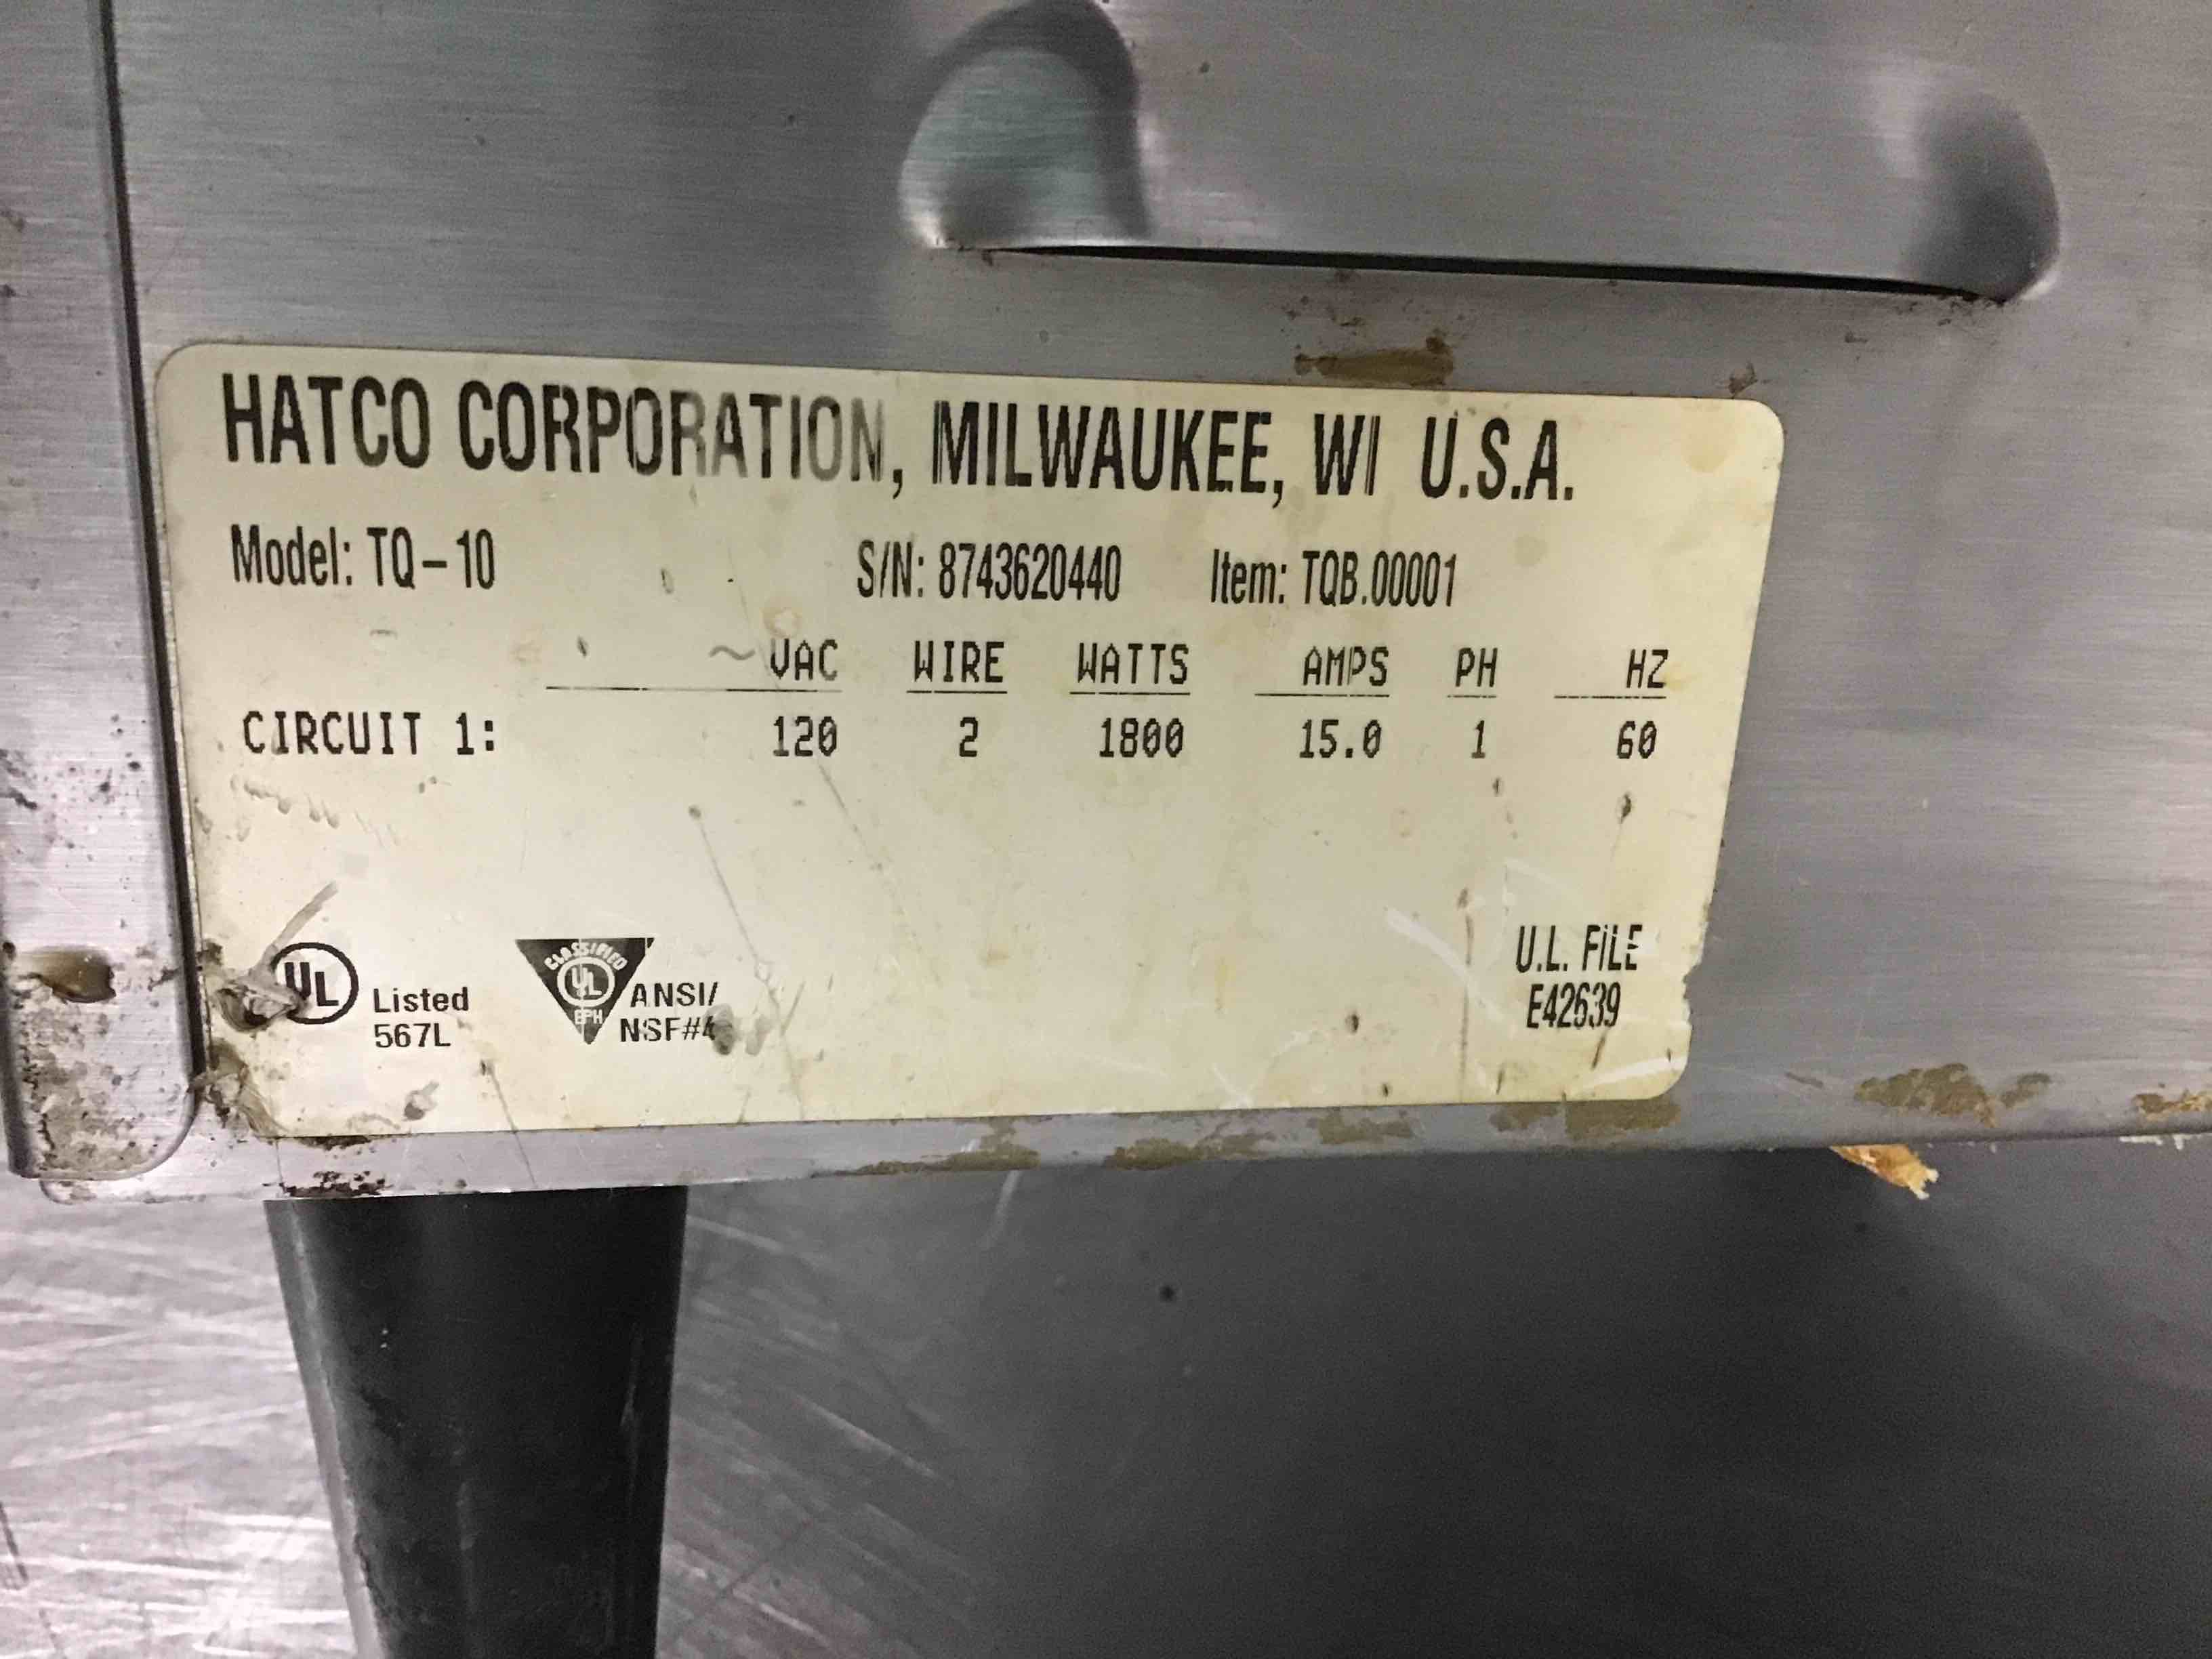 HATCO CORPORATION, MILWAUKEE, WI U.S.A.
Model: TQ-10 S/N: 8743620440 Item: TQB.00001
~ VAC WIRE WATTS AMPS PH HZ
CIRCUIT 1: 120 2 1800 15.0 1 60
UL Listed
567L
CLASSIFIED
UL
EPH
ANSI/
NSF#4
U.L. FILE
E42639